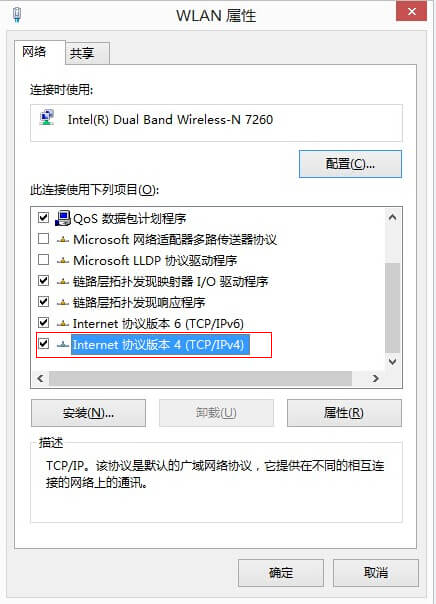 WLAN 属性
网络
共享
连接时使用:
Intel(R) Dual Band Wireless-N 7260
配置(C)...
此连接使用下列项目(O):
QoS 数据包计划程序
Microsoft 网络适配器多路传送器协议
Microsoft LLDP 协议驱动程序
链路层拓扑发现映射器 I/O 驱动程序
链路层拓扑发现响应程序
Internet 协议版本 6 (TCP/IPv6)
Internet 协议版本 4 (TCP/IPv4)
安装(N)...
卸载(U)
属性(R)
描述
TCP/IP。该协议是默认的广域网络协议，它提供在不同的相互连
接的网络上的通讯。
确定
取消